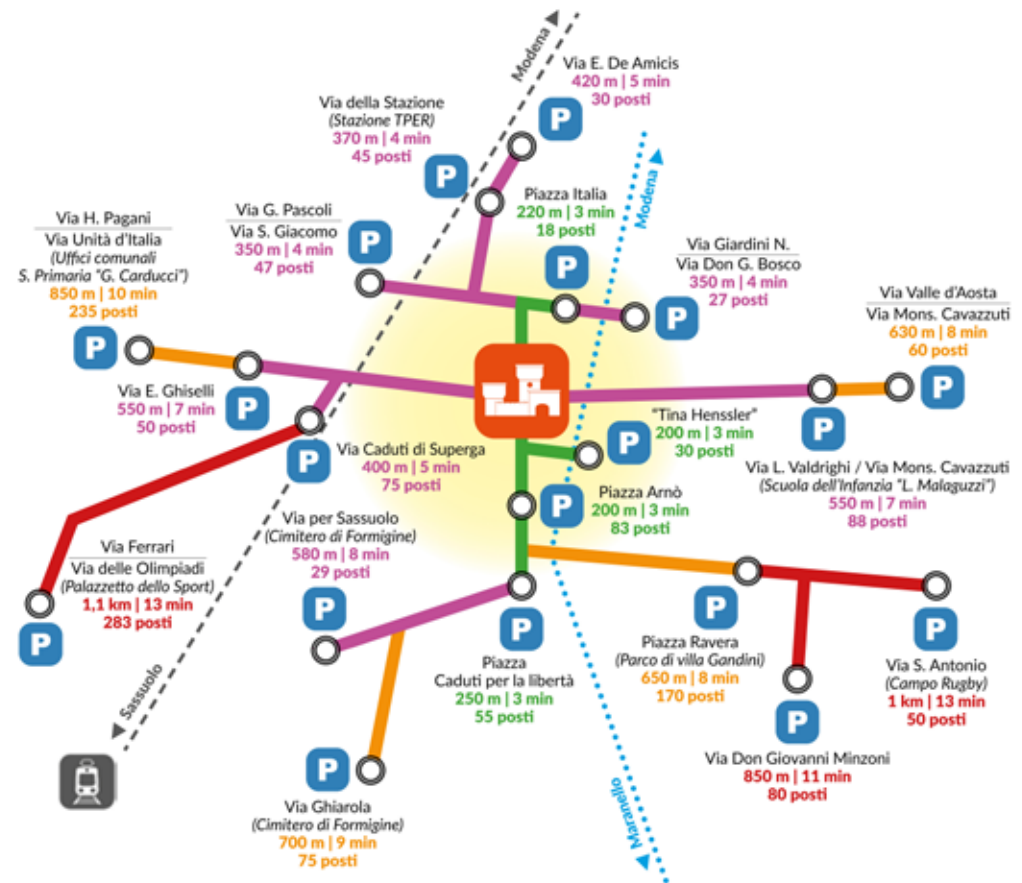 Modena
Via E. De Amicis
420 m | 5 min
30 posti
P
Via della Stazione
(Stazione TPER)
370 m | 4 min
45 posti
P
Piazza Italia
220 m | 3 min
18 posti
P
Modena
Via G. Pascoli
Via S. Giacomo
350 m | 4 min
47 posti
P
Via H. Pagani
Via Unità d'Italia
(Uffici comunali
S. Primaria "G. Carducci")
850 m | 10 min
235 posti
P
Via Giardini N.
Via Don G. Bosco
350 m | 4 min
27 posti
P
Via Valle d'Aosta
Via Mons. Cavazzuti
630 m | 8 min
60 posti
P
Via E. Ghiselli
550 m | 7 min
50 posti
P
"Tina Henssler"
200 m | 3 min
30 posti
P
P
Via L. Valdrighi / Via Mons. Cavazzuti
(Scuola dell'Infanzia "L. Malaguzzi")
550 m | 7 min
88 posti
Via Caduti di Superga
400 m | 5 min
75 posti
P
Piazza Arnò
200 m | 3 min
83 posti
P
Via per Sassuolo
(Cimitero di Formigine)
580 m | 8 min
29 posti
P
Via Ferrari
Via delle Olimpiadi
(Palazzetto dello Sport)
1,1 km | 13 min
283 posti
P
P
Piazza
Caduti per la libertà
250 m | 3 min
55 posti
P
Piazza Ravera
(Parco di villa Gandini)
650 m | 8 min
170 posti
P
Via S. Antonio
(Campo Rugby)
1 km | 13 min
50 posti
P
Via Don Giovanni Minzoni
850 m | 11 min
80 posti
Sassuolo
P
Via Ghiarola
(Cimitero di Formigine)
700 m | 9 min
75 posti
Maranello